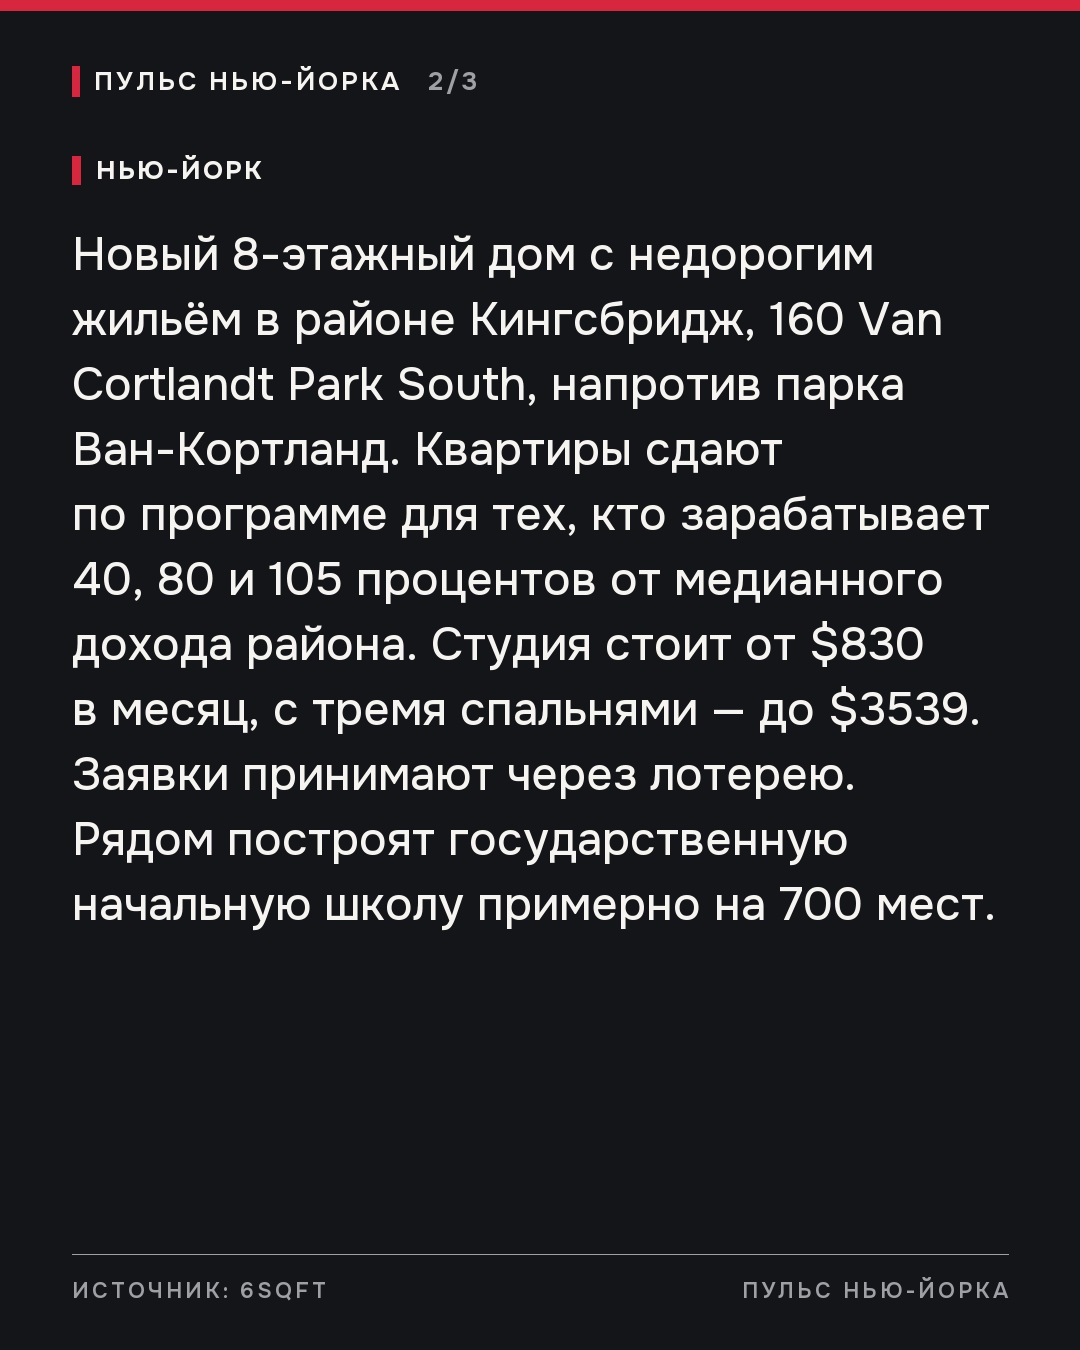 ПУЛЬС НЬЮ-ЙОРКА 2/3
НЬЮ-ЙОРК
Новый 8-этажный дом с недорогим
жильём в районе Кингсбридж, 160 Van
Cortlandt Park South, напротив парка
Ван-Кортланд. Квартиры сдают
по программе для тех, кто зарабатывает
40, 80 и 105 процентов от медианного
дохода района. Студия стоит от $830
в месяц, с тремя спальнями — до $3539.
Заявки принимают через лотерею.
Рядом построят государственную
начальную школу примерно на 700 мест.
ИСТОЧНИК: 6SQFT
ПУЛЬС НЬЮ-ЙОРКА